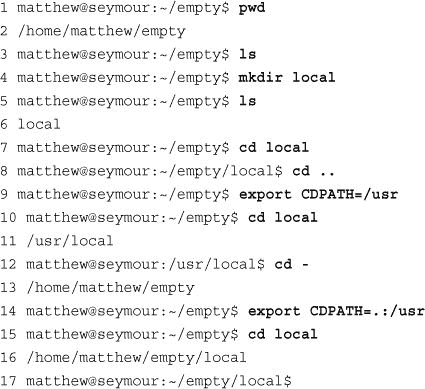 1 matthew@seymour:~/empty$ pwd
2 /home/matthew/empty
3 matthew@seymour:~/empty$ ls
4 matthew@seymour:~/empty$ mkdir local
5 matthew@seymour:~/empty$ ls
6 local
7 matthew@seymour:~/empty$ cd local
8 matthew@seymour:~/empty/local$ cd ..
9 matthew@seymour:~/empty$ export CDPATH=/usr
10 matthew@seymour:~/empty$ cd local
11 /usr/local
12 matthew@seymour:/usr/local$ cd -
13 /home/matthew/empty
14 matthew@seymour:~/empty$ export CDPATH=.:/usr
15 matthew@seymour:~/empty$ cd local
16 /home/matthew/empty/local
17 matthew@seymour:~/empty/local$